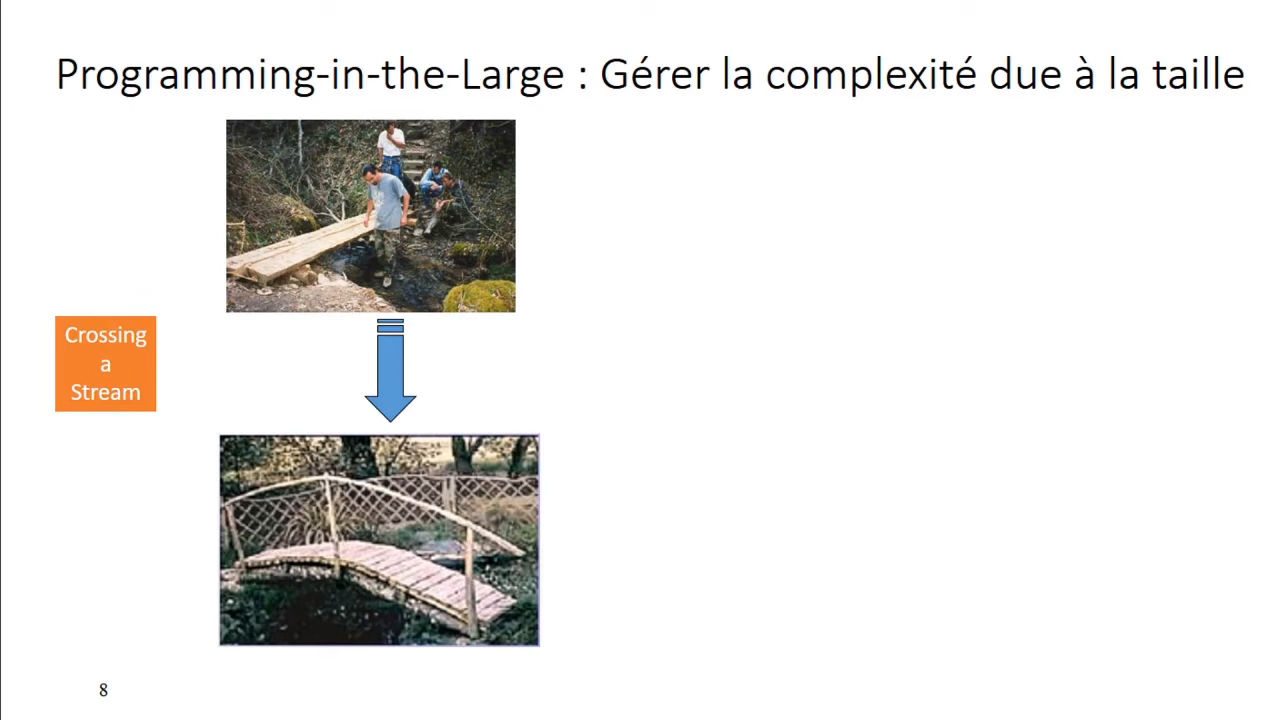 Programming-in-the-Large : Gérer la complexité due à la taille
Crossing
a
Stream
8